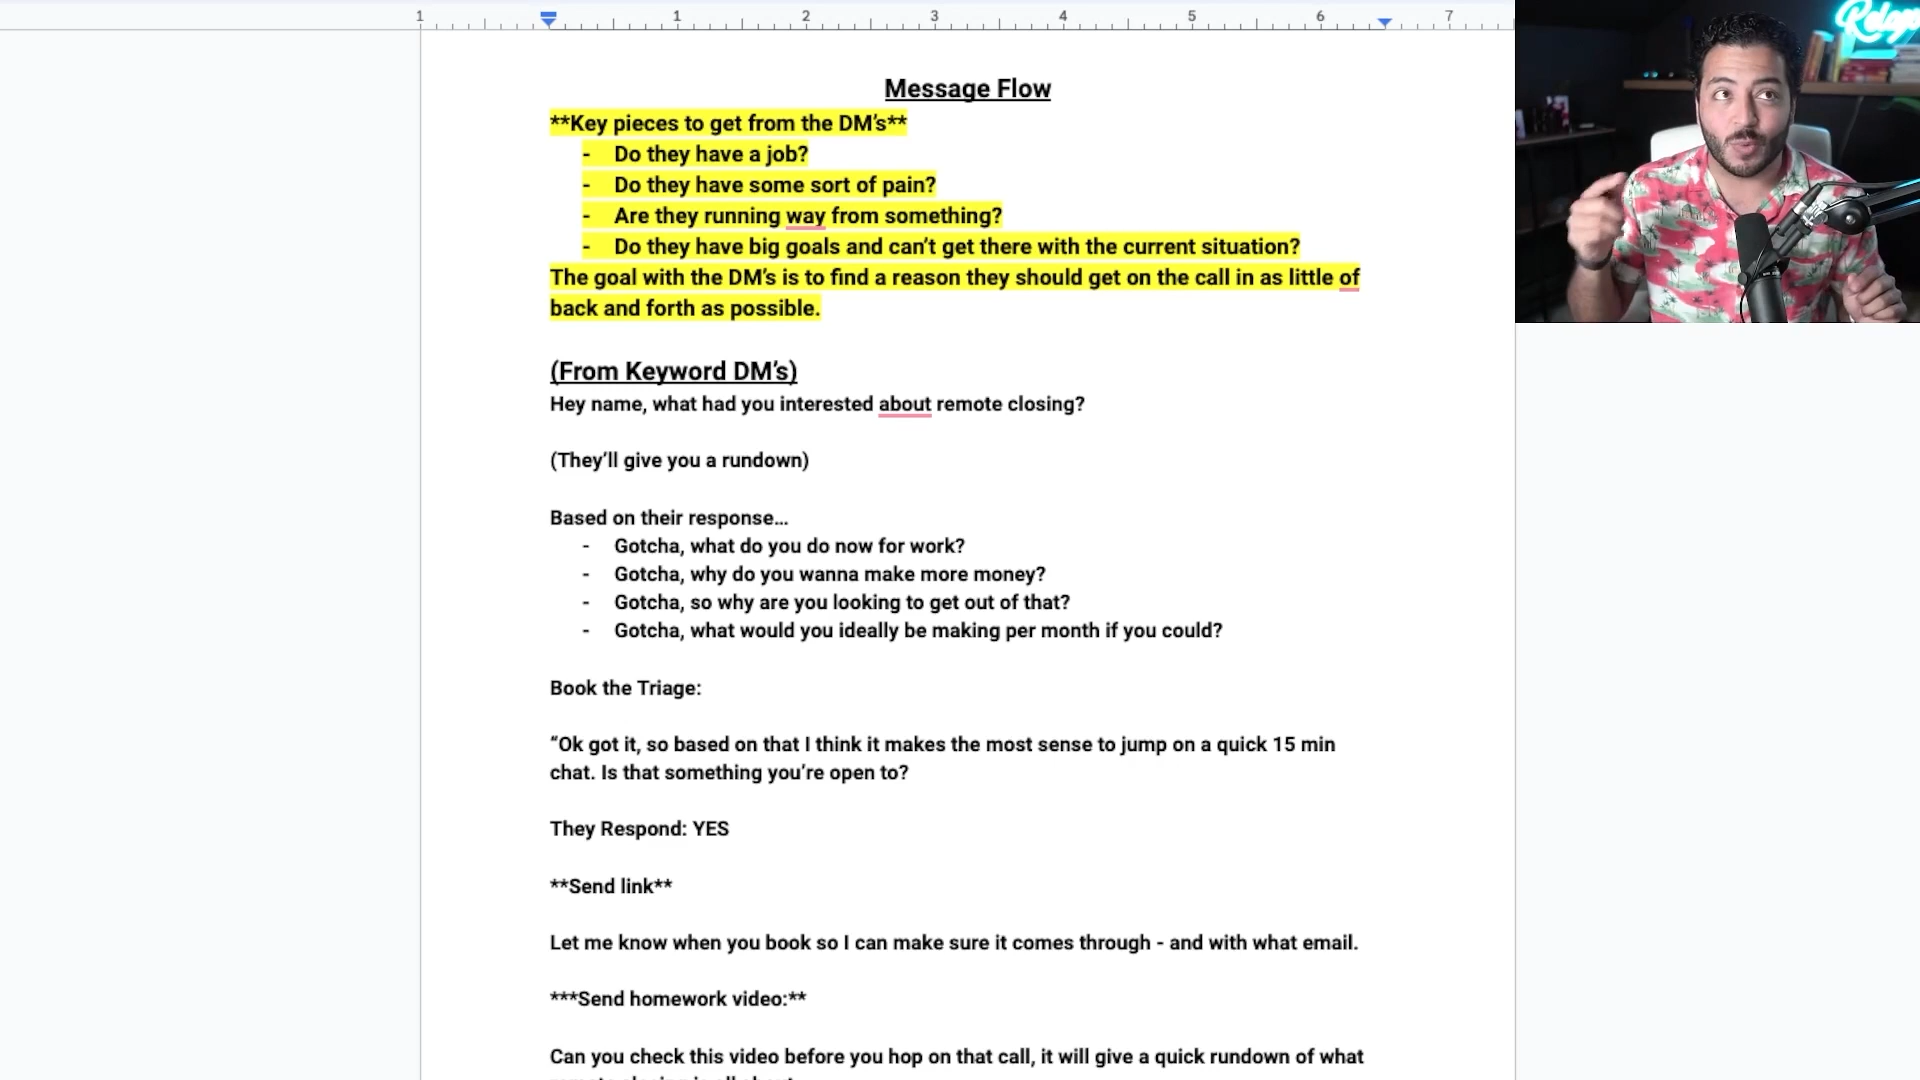 1 1 2 3 4 5 6 7
Message Flow
**Key pieces to get from the DM’s**
- Do they have a job?
- Do they have some sort of pain?
- Are they running way from something?
- Do they have big goals and can’t get there with the current situation?
The goal with the DM’s is to find a reason they should get on the call in as little of
back and forth as possible.
(From Keyword DM’s)
Hey name, what had you interested about remote closing?
(They’ll give you a rundown)
Based on their response…
- Gotcha, what do you do now for work?
- Gotcha, why do you wanna make more money?
- Gotcha, so why are you looking to get out of that?
- Gotcha, what would you ideally be making per month if you could?
Book the Triage:
“Ok got it, so based on that I think it makes the most sense to jump on a quick 15 min
chat. Is that something you’re open to?
They Respond: YES
**Send link**
Let me know when you book so I can make sure it comes through - and with what email.
***Send homework video:**
Can you check this video before you hop on that call, it will give a quick rundown of what